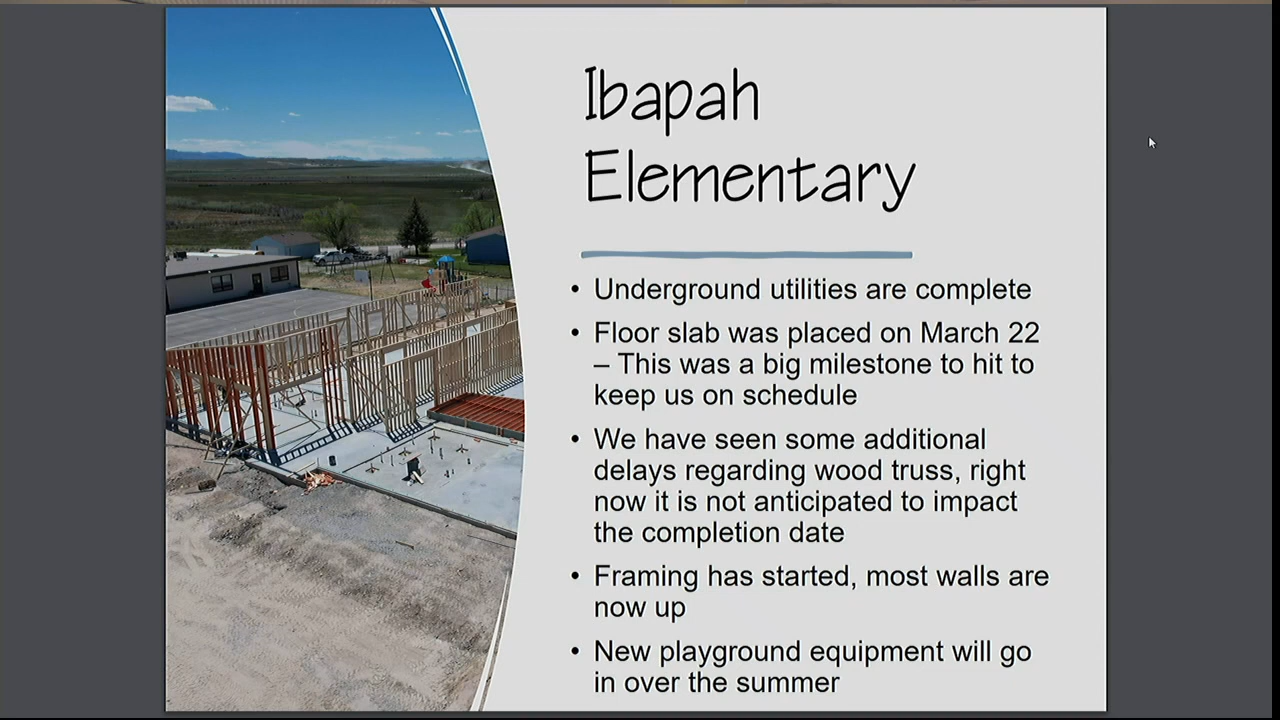 Ibapah
Elementary
• Underground utilities are complete
• Floor slab was placed on March 22
– This was a big milestone to hit to
keep us on schedule
• We have seen some additional
delays regarding wood truss, right
now it is not anticipated to impact
the completion date
• Framing has started, most walls are
now up
• New playground equipment will go
in over the summer